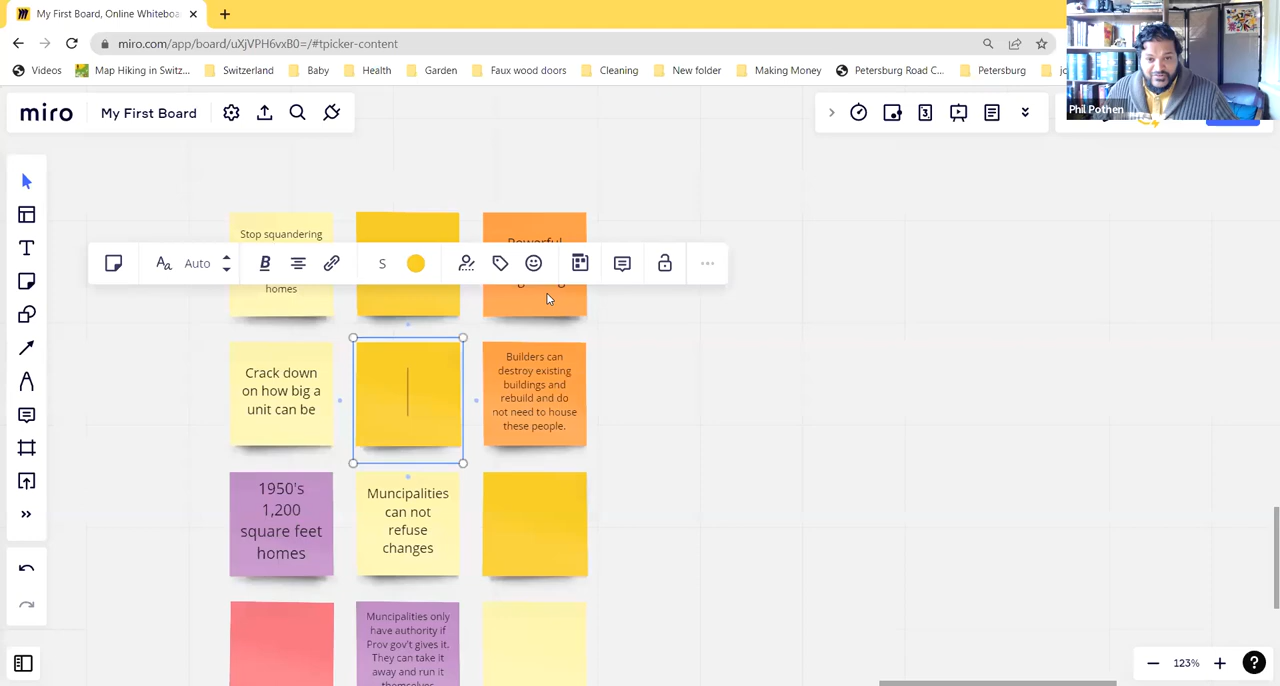 My First Board, Online Whiteboa
miro.com/app/board/uXjVPH6vxB0=/#tpicker-content
Videos
Map Hiking in Switz...
Switzerland
Baby
Health
Garde
Faux wood doors
Cleaning
New folder
Making Money
Petersburg Road C...
Petersburg
Phil Pothen
miro
My First Board
Stop squandering
homes
Powerful
Auto
B
S
Crack down
on how big a
unit can be
Builders can
destroy existing
buildings and
rebuild and do
not need to house
these people.
1950's
1,200
square feet
homes
Muncipalities
can not
refuse
changes
Muncipalities only
have authority if
Prov gov't gives it.
They can take it
away and run it
themselves
123%